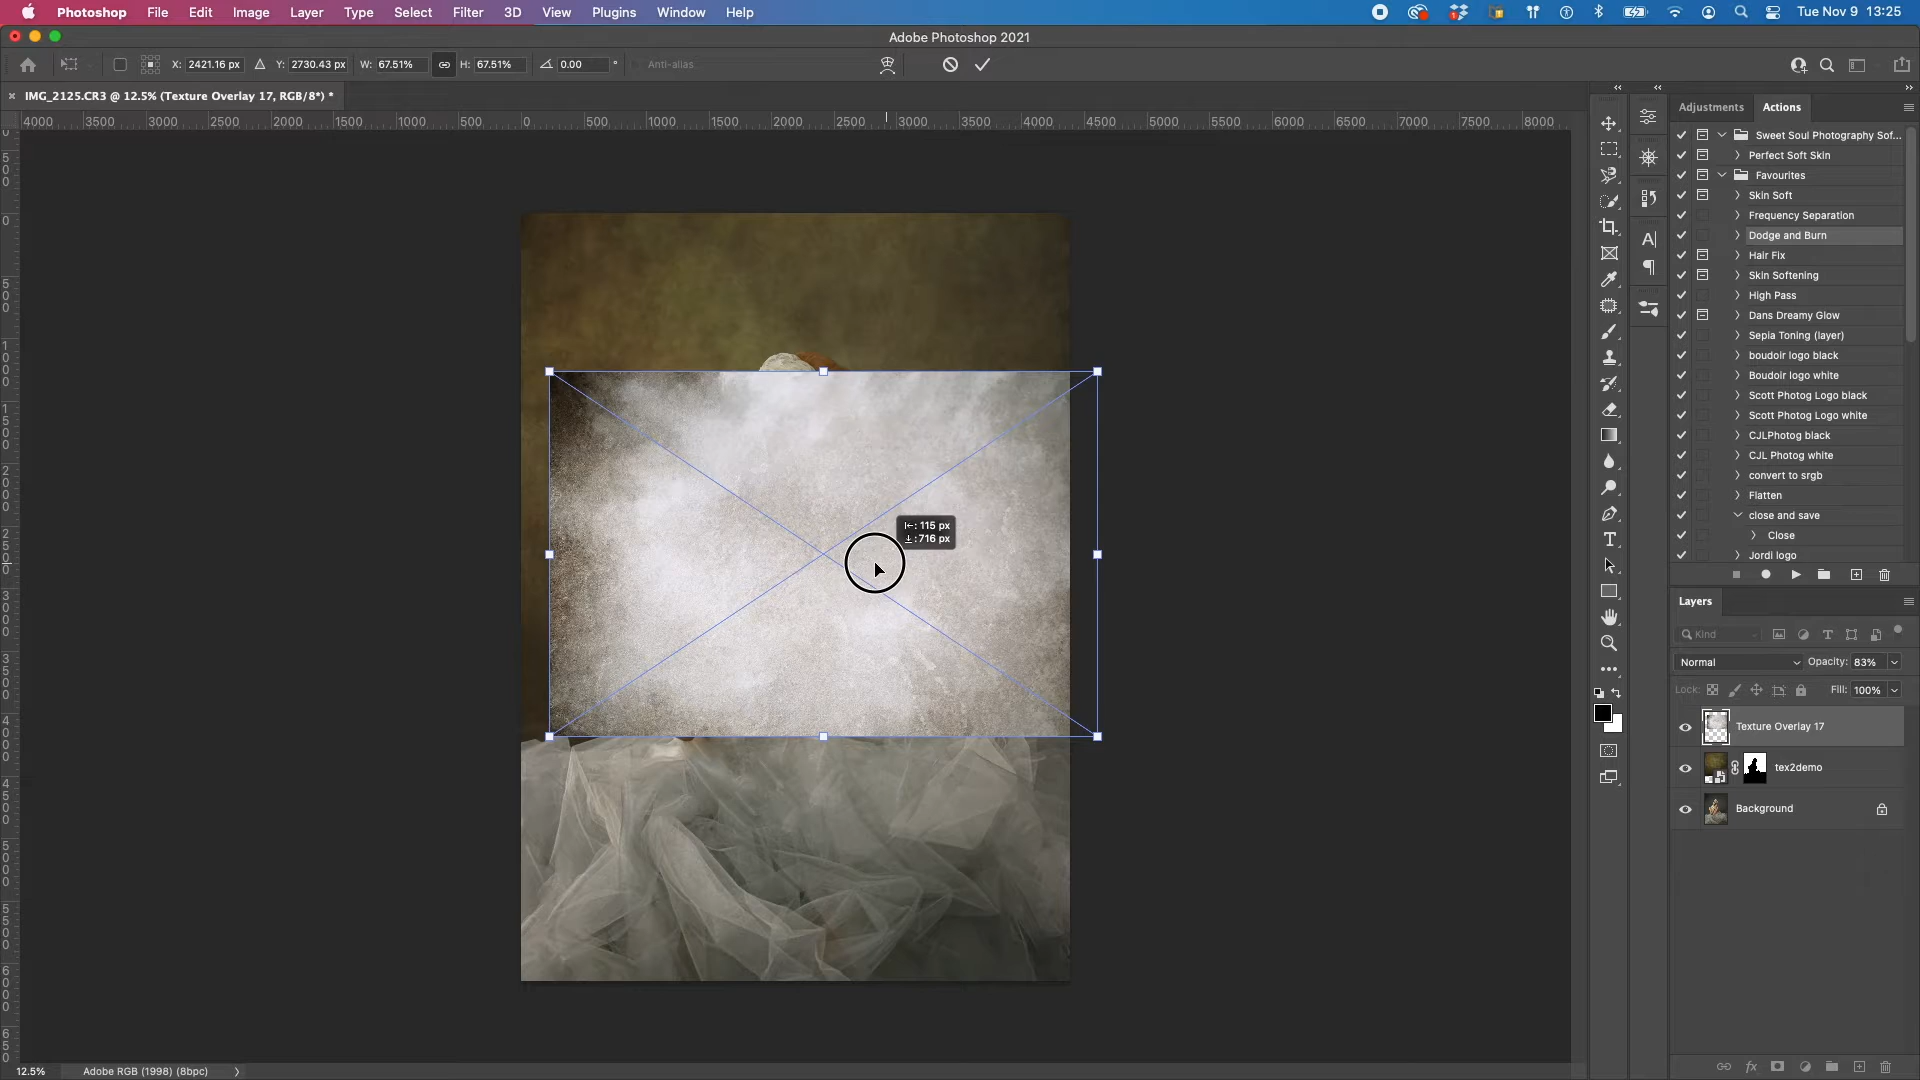 Photoshop File Edit Image Layer Type Select Filter 3D View Plugins Window Help Tue Nov 9 13:25
Adobe Photoshop 2021
X: 2421.16 px Y: 2730.43 px W: 67.51% H: 67.51% 0.00 ° Anti-alias
× IMG_2125.CR3 @ 12.5% (Texture Overlay 17, RGB/8*) *
4000 3500 3000 2500 2000 1500 1000 500 0 500 1000 1500 2000 2500 3000 3500 4000 4500 5000 5500 6000 6500 7000 7500 8000
Adjustments Actions
Sweet Soul Photography Sof...
Perfect Soft Skin
Favourites
Skin Soft
Frequency Separation
Dodge and Burn
Hair Fix
Skin Softening
High Pass
Dans Dreamy Glow
Sepia Toning (layer)
boudoir logo black
Boudoir logo white
Scott Photog Logo black
Scott Photog Logo white
CJLPhotog black
CJL Photog white
convert to srgb
Flatten
close and save
Close
Jordi logo
: 115 px
: 716 px
Layers
Kind
Normal Opacity: 83%
Lock: Fill: 100%
Texture Overlay 17
tex2demo
Background
12.5% Adobe RGB (1998) (8bpc)